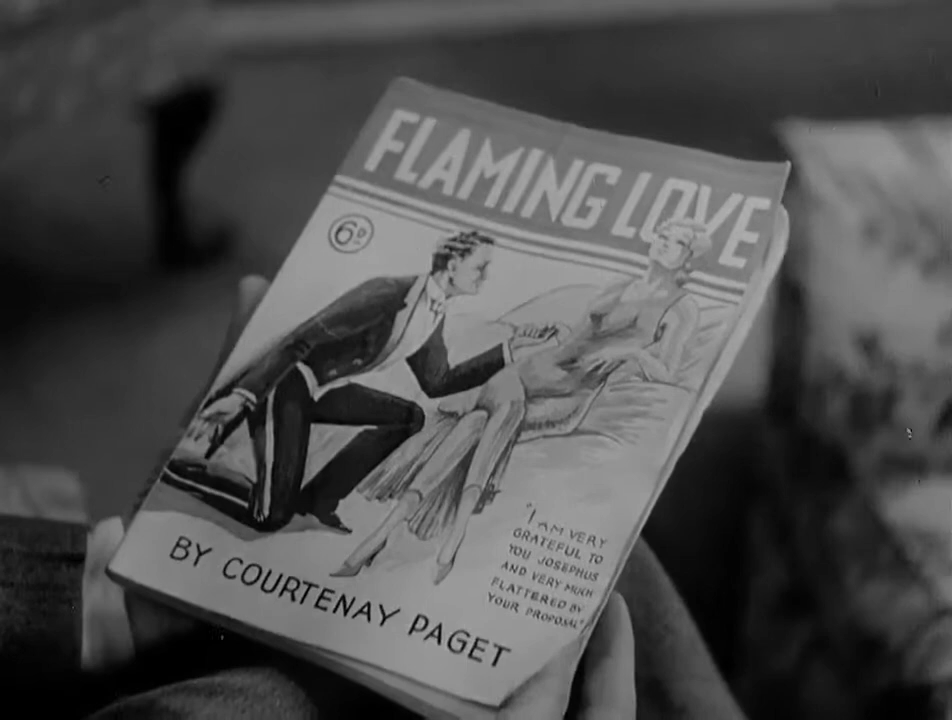 FLAMING LOVE
6D
"I AM VERY
GRATEFUL TO
YOU JOSEPHUS
AND VERY MUCH
FLATTERED BY
YOUR PROPOSAL"
BY COURTENAY PAGET